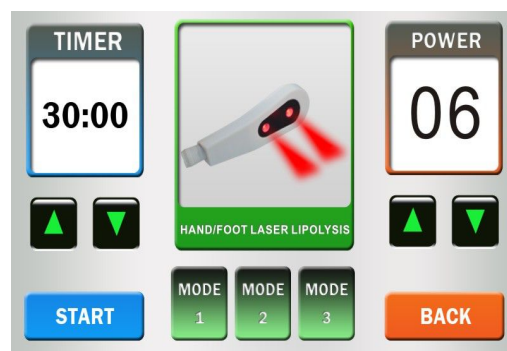 TIMER
30:00
HAND/FOOT LASER LIPOLYSIS
POWER
06
MODE
1
MODE
2
MODE
3
START
BACK